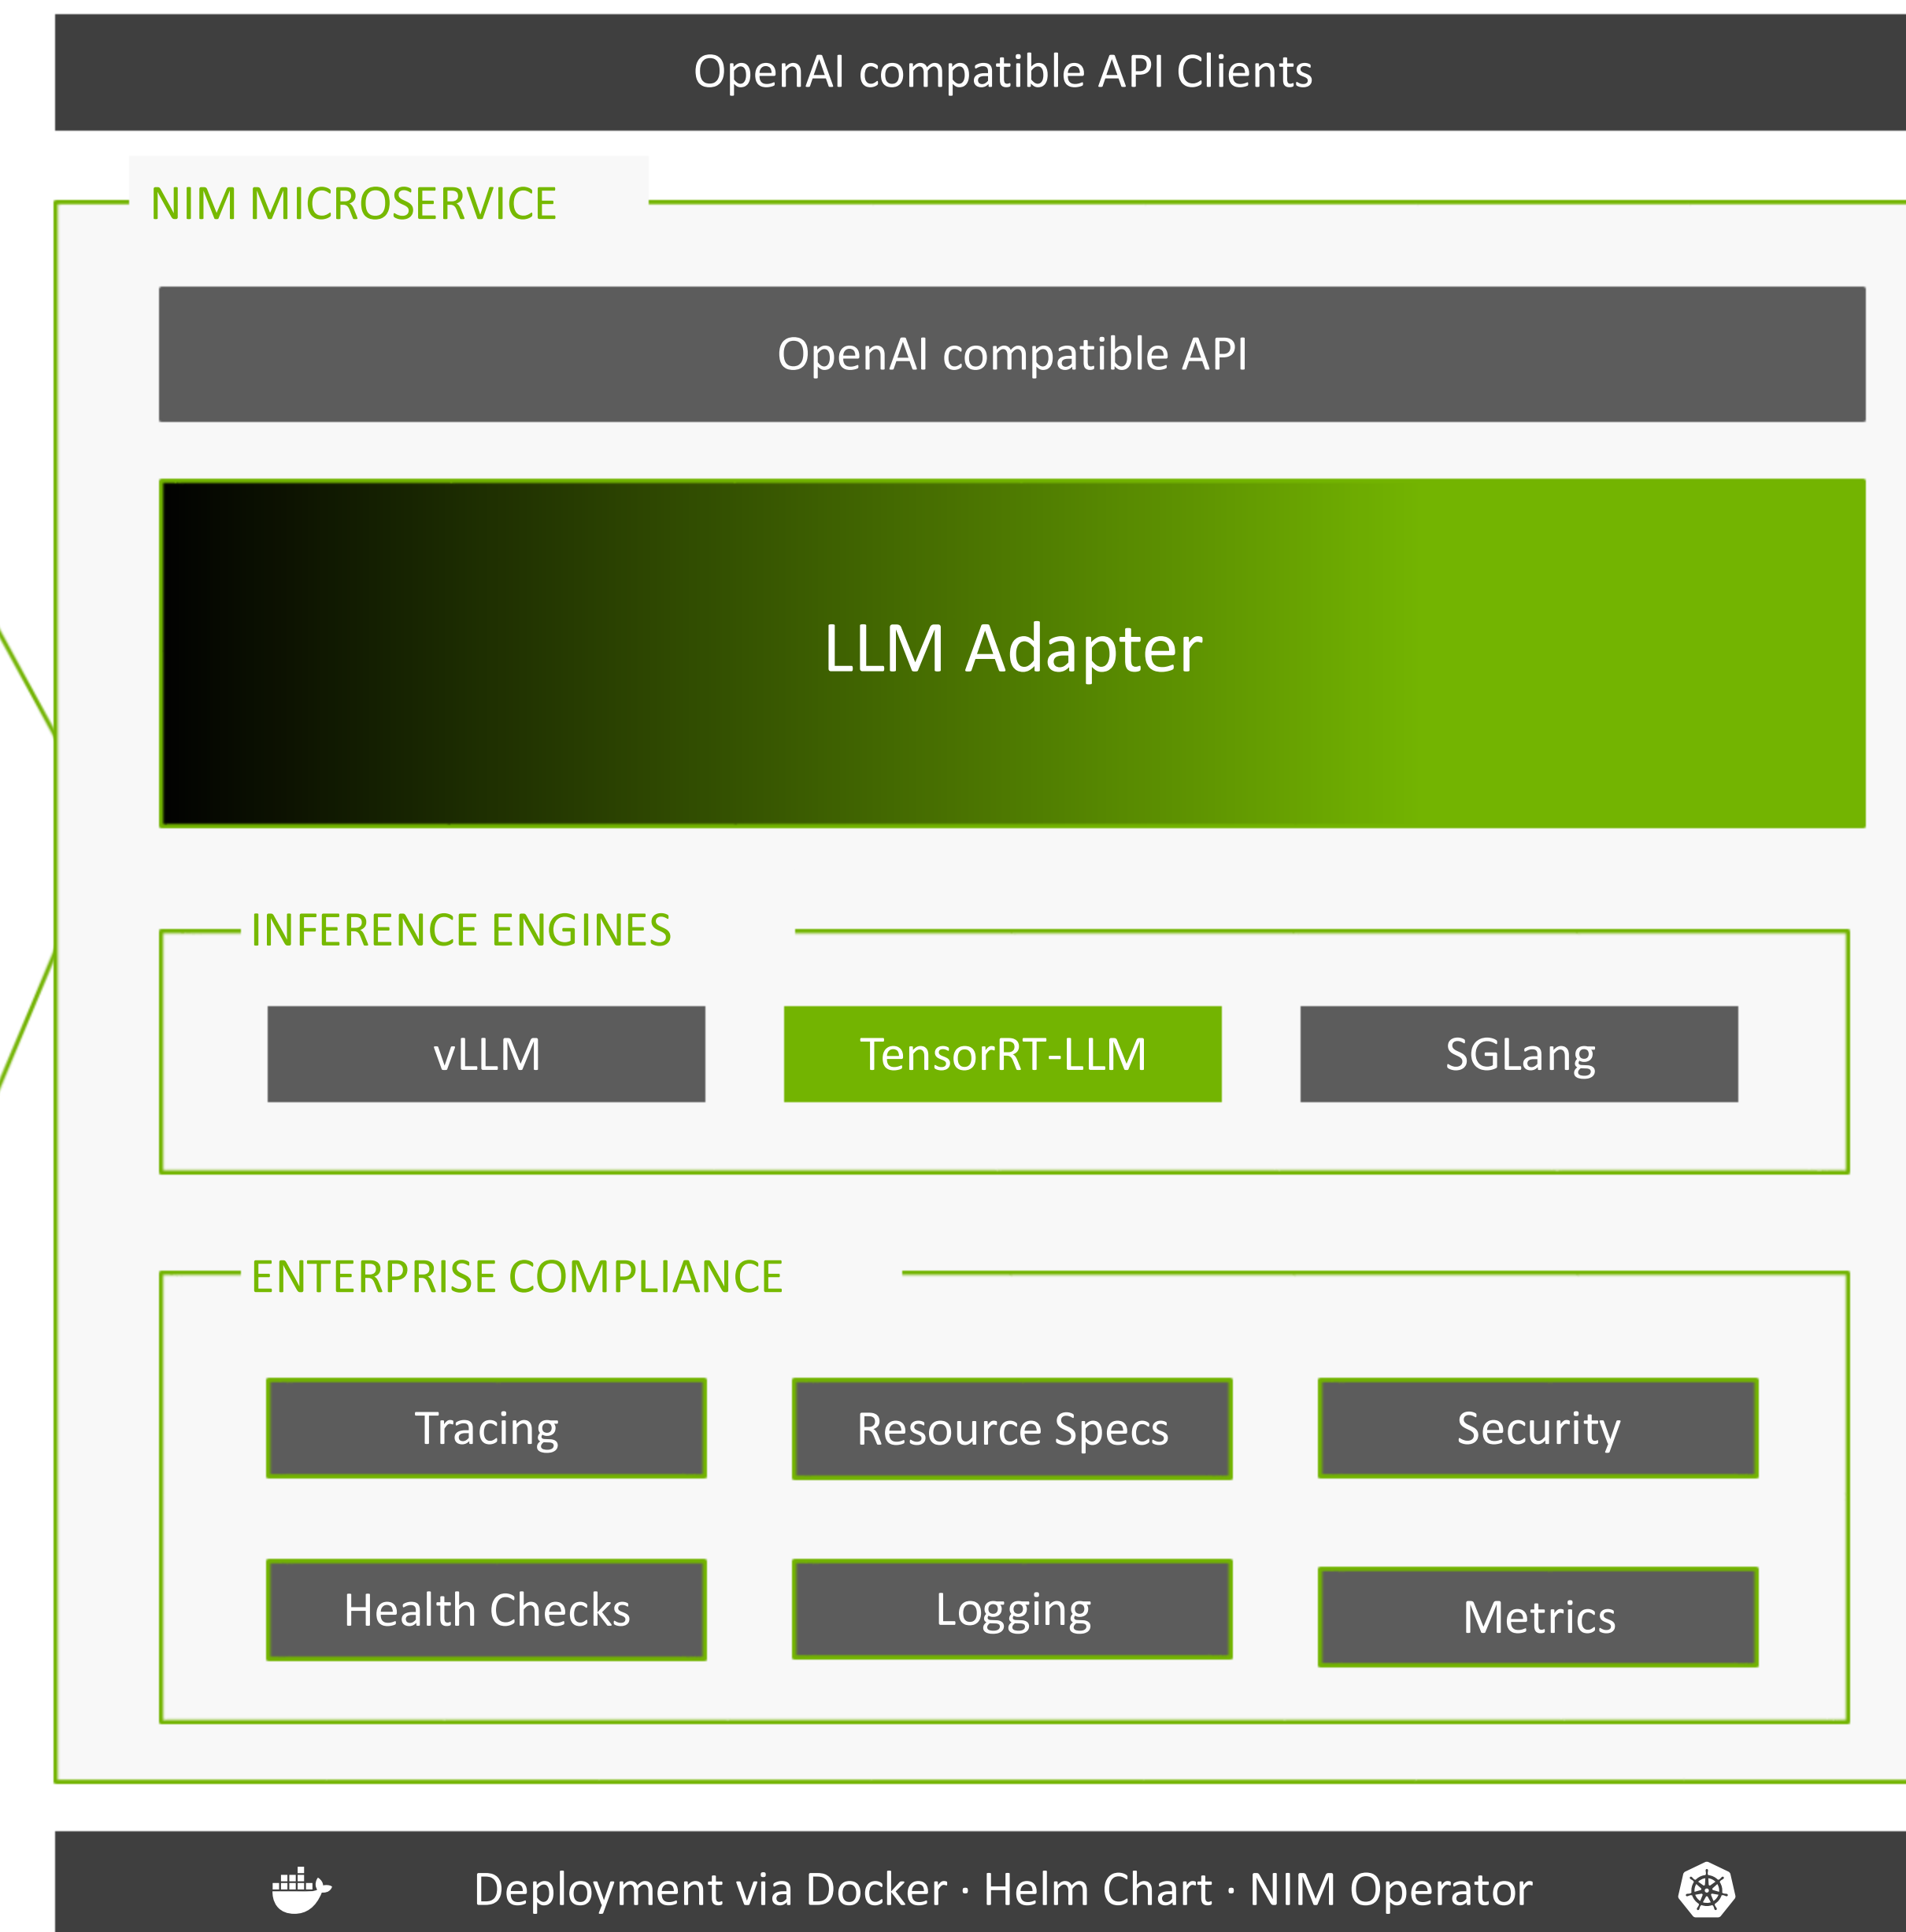 OpenAI compatible API Clients
NIM MICROSERVICE
OpenAI compatible API
LLM Adapter
INFERENCE ENGINES
vLLM
TensorRT-LLM
SGLang
ENTERPRISE COMPLIANCE
Tracing
Resource Specs
Security
Health Checks
Logging
Metrics
Deployment via Docker · Helm Chart · NIM Operator